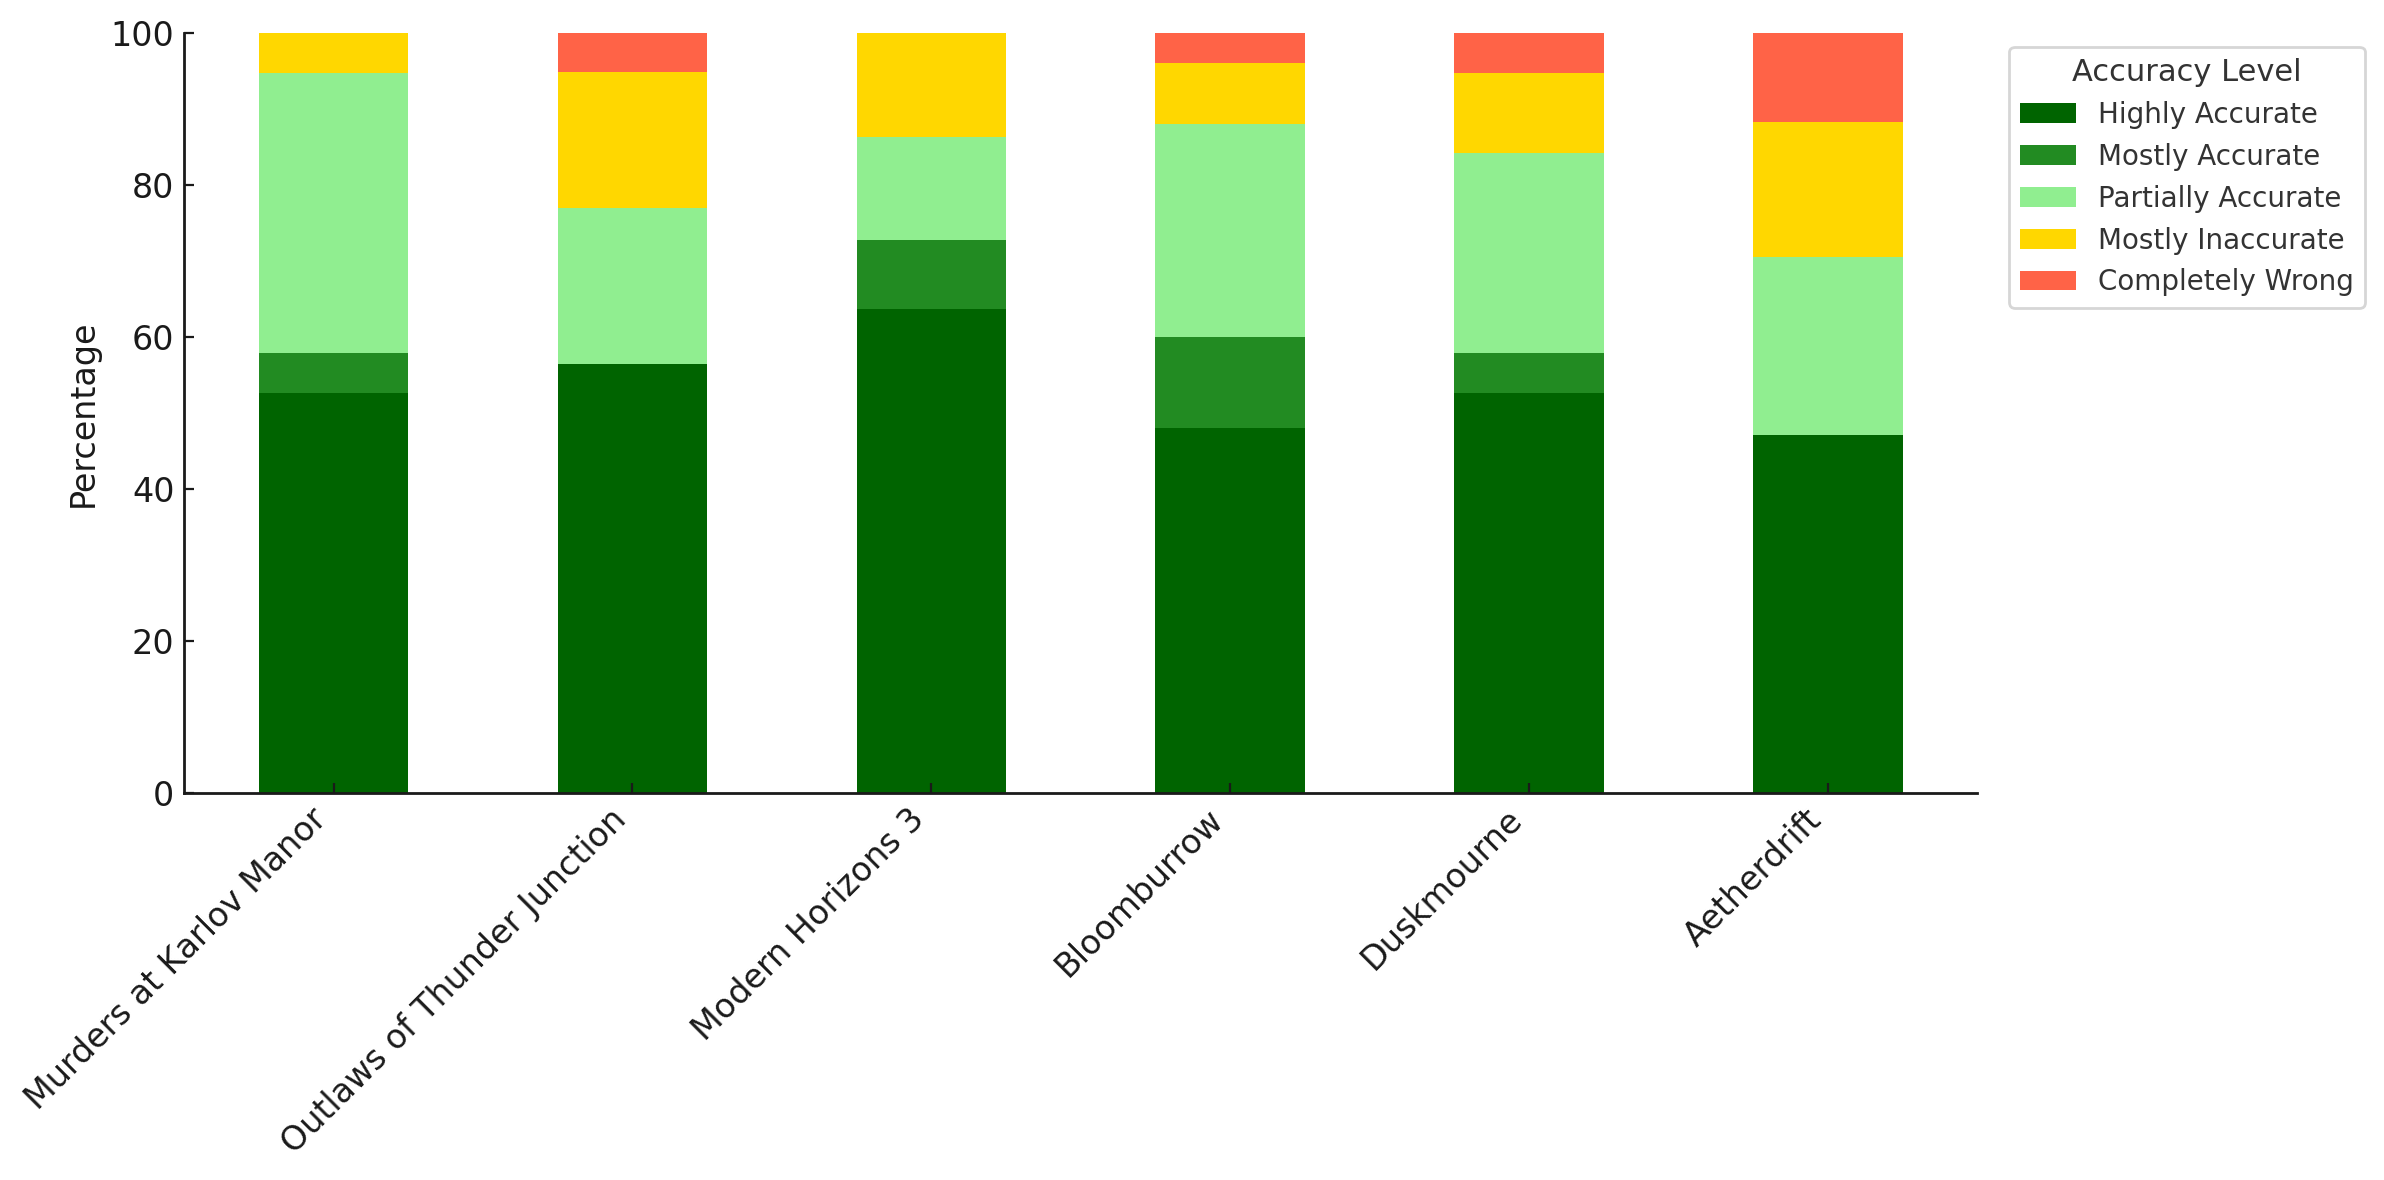 100
80
60
40
20
0
Percentage
Murders at Karlov Manor
Outlaws of Thunder Junction
Modern Horizons 3
Bloomburrow
Duskmourne
Aetherdrift
Accuracy Level
Highly Accurate
Mostly Accurate
Partially Accurate
Mostly Inaccurate
Completely Wrong